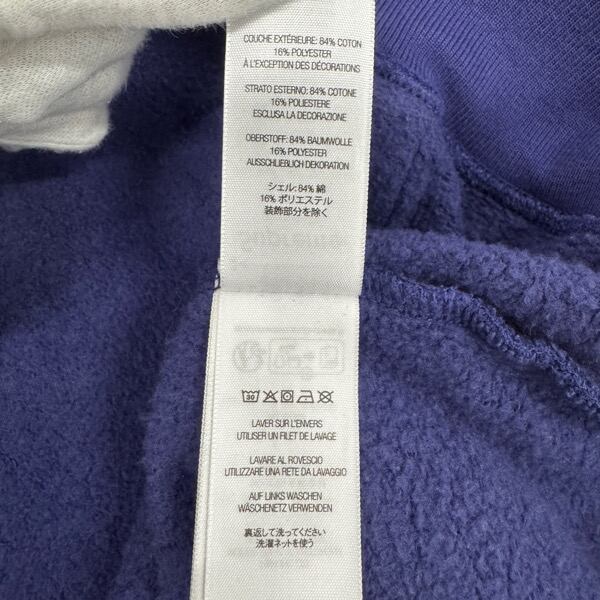 COUCHE EXTÉRIEURE: 84% COTON
16% POLYESTER
À L'EXCEPTION DES DÉCORATIONS
STRATO ESTERNO: 84% COTONE
16% POLIESTERE
ESCLUSA LA DECORAZIONE
OBERSTOFF: 84% BAUMWOLLE
16% POLYESTER
AUSSCHLIEBLICH DEKORATION
シェル: 84% 綿
16% ポリエステル
装飾部分を除く
30
LAVER SUR L'ENVERS
UTILISER UN FILET DE LAVAGE
LAVARE AL ROVESCIO
UTILIZZARE UNA RETE DA LAVAGGIO
AUF LINKS WASCHEN
WÄSCHENETZ VERWENDEN
裏返して洗ってください
洗濯ネットを使う